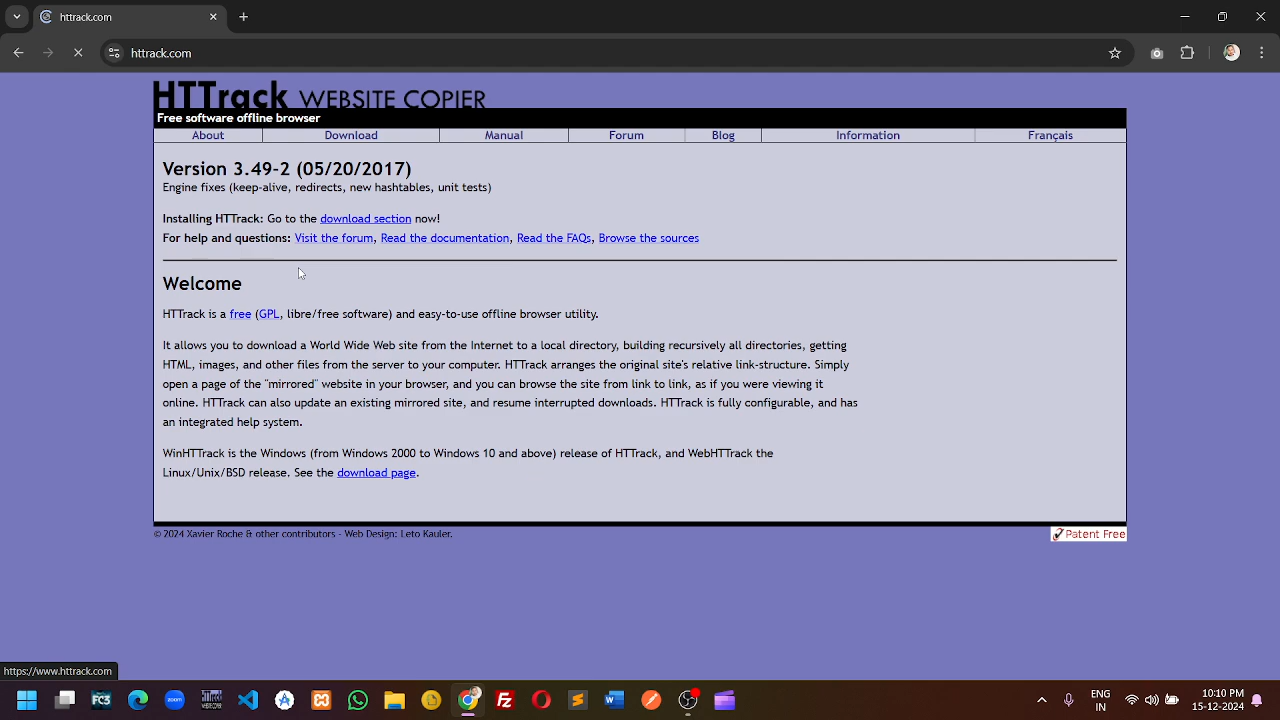 httrack.com
httrack.com
HTTrack WEBSITE COPIER
Free software offline browser
About Download Manual Forum Blog Information Français
Version 3.49-2 (05/20/2017)
Engine fixes (keep-alive, redirects, new hashtables, unit tests)
Installing HTTrack: Go to the download section now!
For help and questions: Visit the forum, Read the documentation, Read the FAQs, Browse the sources
Welcome
HTTrack is a free (GPL, libre/free software) and easy-to-use offline browser utility.
It allows you to download a World Wide Web site from the Internet to a local directory, building recursively all directories, getting
HTML, images, and other files from the server to your computer. HTTrack arranges the original site's relative link-structure. Simply
open a page of the "mirrored" website in your browser, and you can browse the site from link to link, as if you were viewing it
online. HTTrack can also update an existing mirrored site, and resume interrupted downloads. HTTrack is fully configurable, and has
an integrated help system.
WinHTTrack is the Windows (from Windows 2000 to Windows 10 and above) release of HTTrack, and WebHTTrack the
Linux/Unix/BSD release. See the download page.
© 2024 Xavier Roche & other contributors - Web Design: Leto Kauler.
Patent Free
https://www.httrack.com
FCS
zoom
HTTRACK
WEBSITE
COPIER
Fz
W
ENG
IN
10:10 PM
15-12-2024